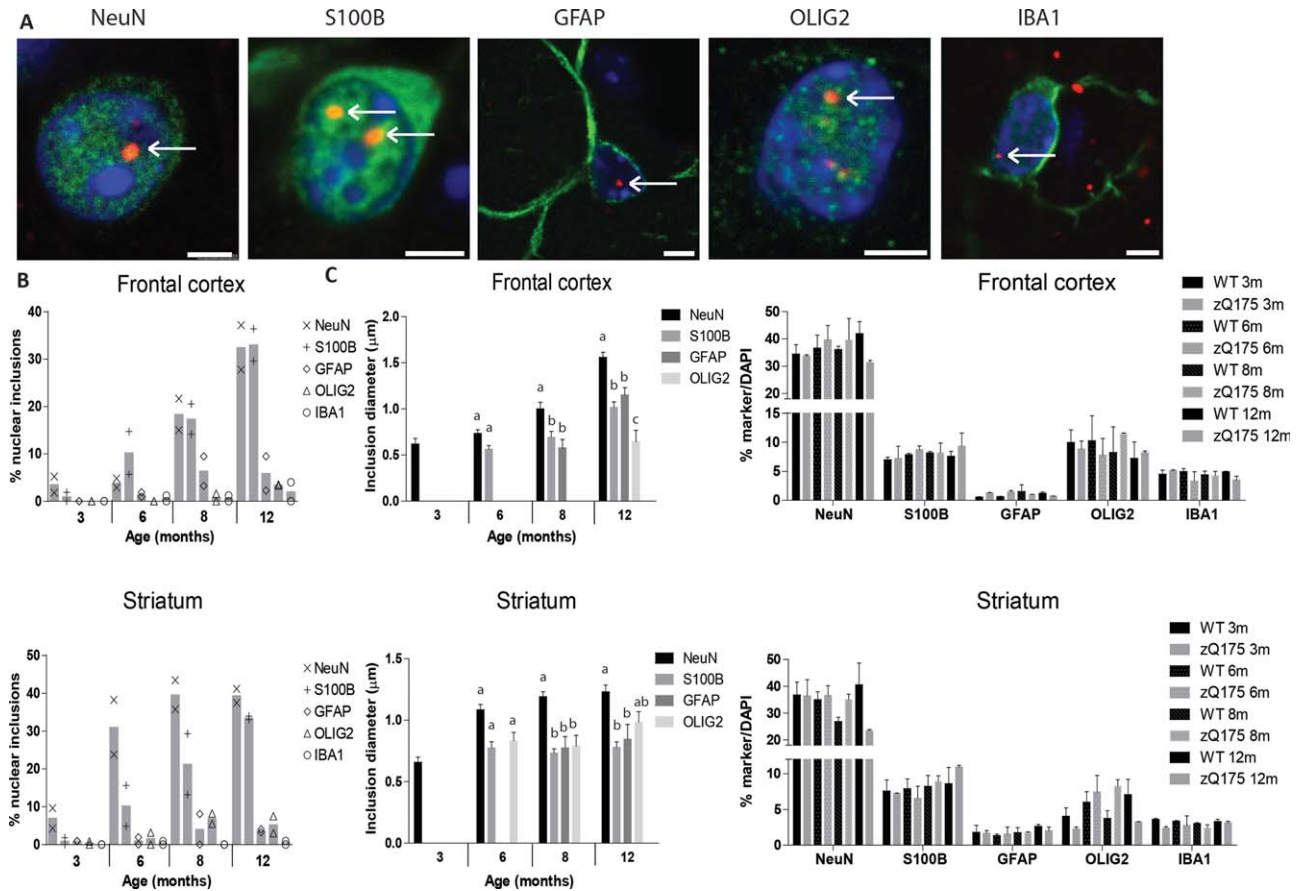 A NeuN S100B GFAP OLIG2 IBA1
B Frontal cortex
% nuclear inclusions
40
30
20
10
0
3 6 8 12
Age (months)
NeuN
S100B
GFAP
OLIG2
IBA1
C Frontal cortex
Inclusion diameter (μm)
2.0
1.5
1.0
0.5
0.0
a a a b b a b b c
3 6 8 12
Age (months)
NeuN
S100B
GFAP
OLIG2
Frontal cortex
% marker/DAPI
50
40
30
15
10
5
0
NeuN S100B GFAP OLIG2 IBA1
WT 3m
zQ175 3m
WT 6m
zQ175 6m
WT 8m
zQ175 8m
WT 12m
zQ175 12m
Striatum
% nuclear inclusions
50
40
30
20
10
0
3 6 8 12
Age (months)
NeuN
S100B
GFAP
OLIG2
IBA1
Striatum
Inclusion diameter (μm)
1.5
1.0
0.5
0.0
a a a a b b b a b b ab
3 6 8 12
Age (months)
NeuN
S100B
GFAP
OLIG2
Striatum
% marker/DAPI
50
40
30
15
10
5
0
NeuN S100B GFAP OLIG2 IBA1
WT 3m
zQ175 3m
WT 6m
zQ175 6m
WT 8m
zQ175 8m
WT 12m
zQ175 12m